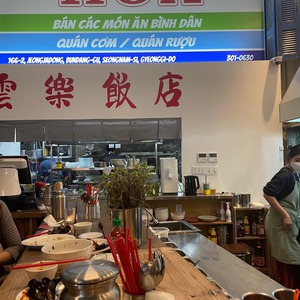 BÁN CÁC MÓN ĂN BÌNH DÂN
QUÁN CƠM / QUÁN RƯỢU
166-2, JEONGJADONG, BUNDANG-GU, SEONGNAM-SI, GYEONGGI-DO 301-0630
雲樂飯店